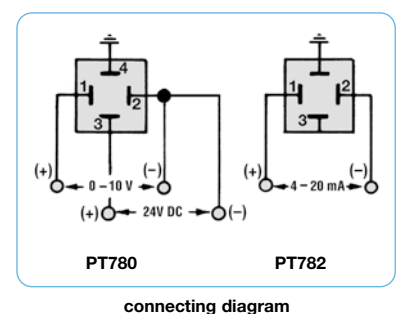 4
1
2
3
(+)
(–)
0 – 10 V
(+)
24V DC
(–)
PT780
1
2
3
(+)
(–)
4 – 20 mA
PT782
connecting diagram